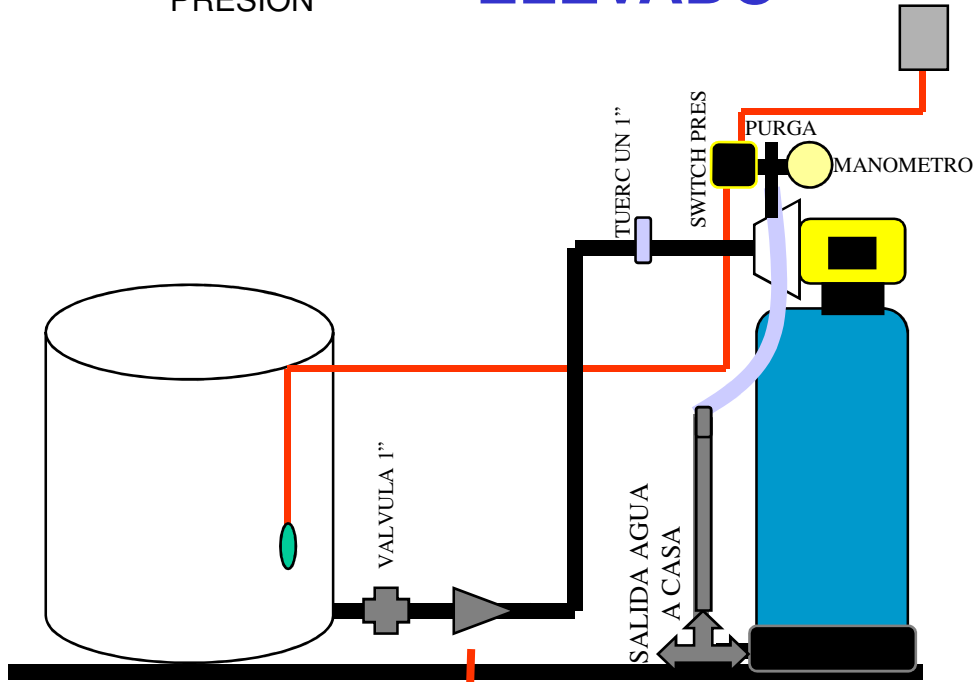 PRESION
ELEVADO
TUERC UN 1”
SWITCH PRES
PURGA
MANOMETRO
VALVULA 1”
SALIDA AGUA
A CASA